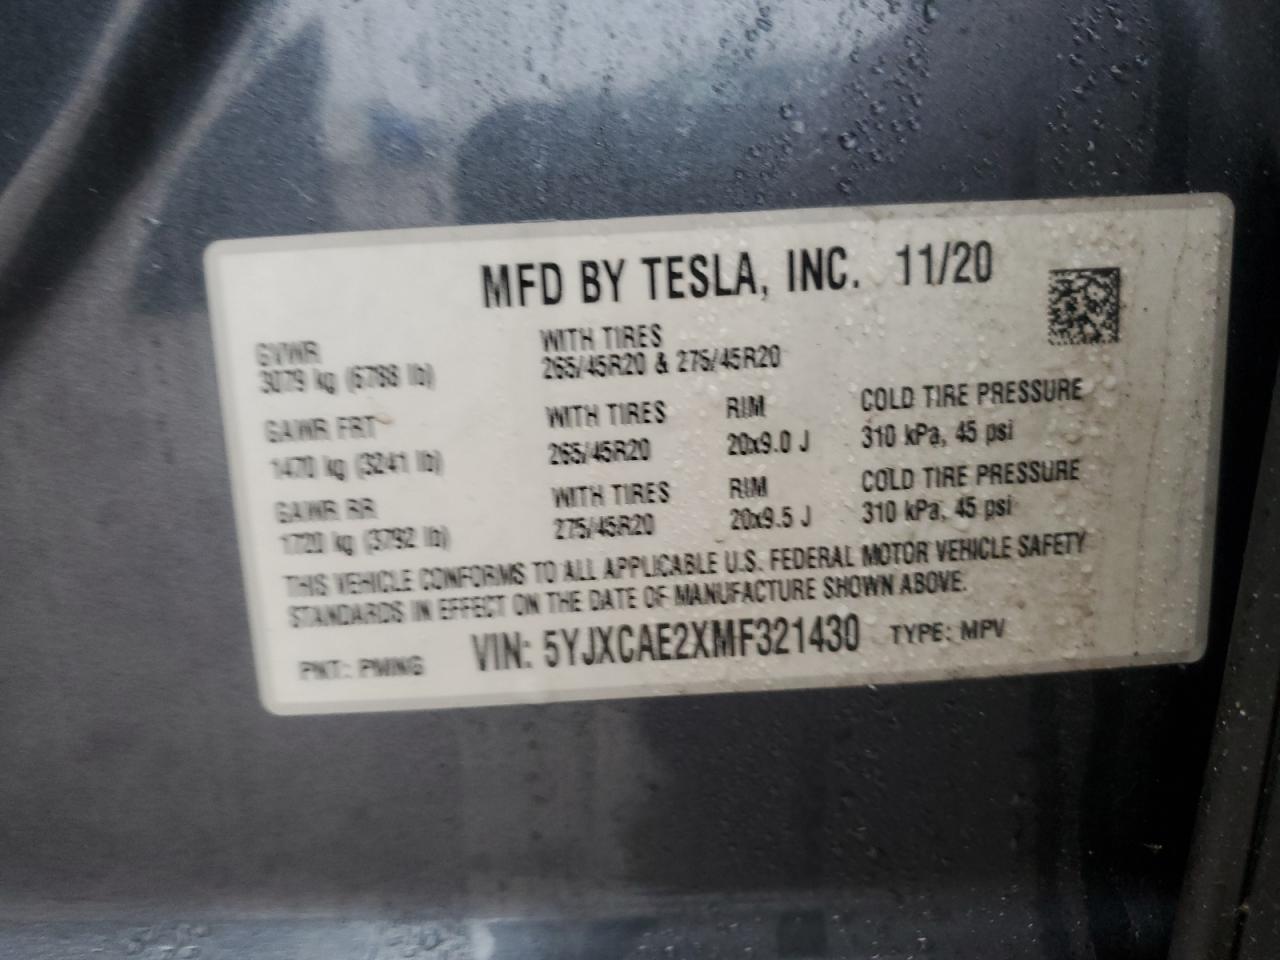 MFD BY TESLA, INC. 11/20
GVWR WITH TIRES
3079 kg (6788 lb) 265/45R20 & 275/45R20
GAWR FRT WITH TIRES RIM COLD TIRE PRESSURE
1470 kg (3241 lb) 265/45R20 20x9.0 J 310 kPa, 45 psi
GAWR RR WITH TIRES RIM COLD TIRE PRESSURE
1720 kg (3792 lb) 275/45R20 20x9.5 J 310 kPa, 45 psi
THIS VEHICLE CONFORMS TO ALL APPLICABLE U.S. FEDERAL MOTOR VEHICLE SAFETY
STANDARDS IN EFFECT ON THE DATE OF MANUFACTURE SHOWN ABOVE.
PNT: PMNG VIN: 5YJXCAE2XMF321430 TYPE: MPV